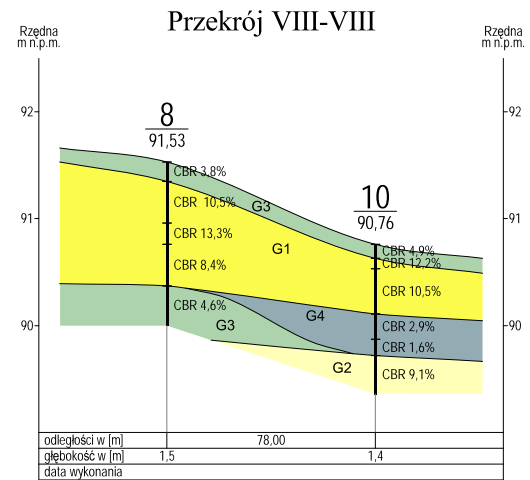 Przekrój VIII-VIII
Rzędna
m n.p.m.
Rzędna
m n.p.m.
92
92
8
91,53
CBR 3,8%
CBR 10,5%
G3
10
90,76
91
91
CBR 13,3%
G1
CBR 4,9%
CBR 12,2%
CBR 8,4%
CBR 10,5%
CBR 4,6%
G4
90
90
G3
CBR 2,9%
CBR 1,6%
G2
CBR 9,1%
odległości w [m]
78,00
głębokość w [m]
1,5
1,4
data wykonania